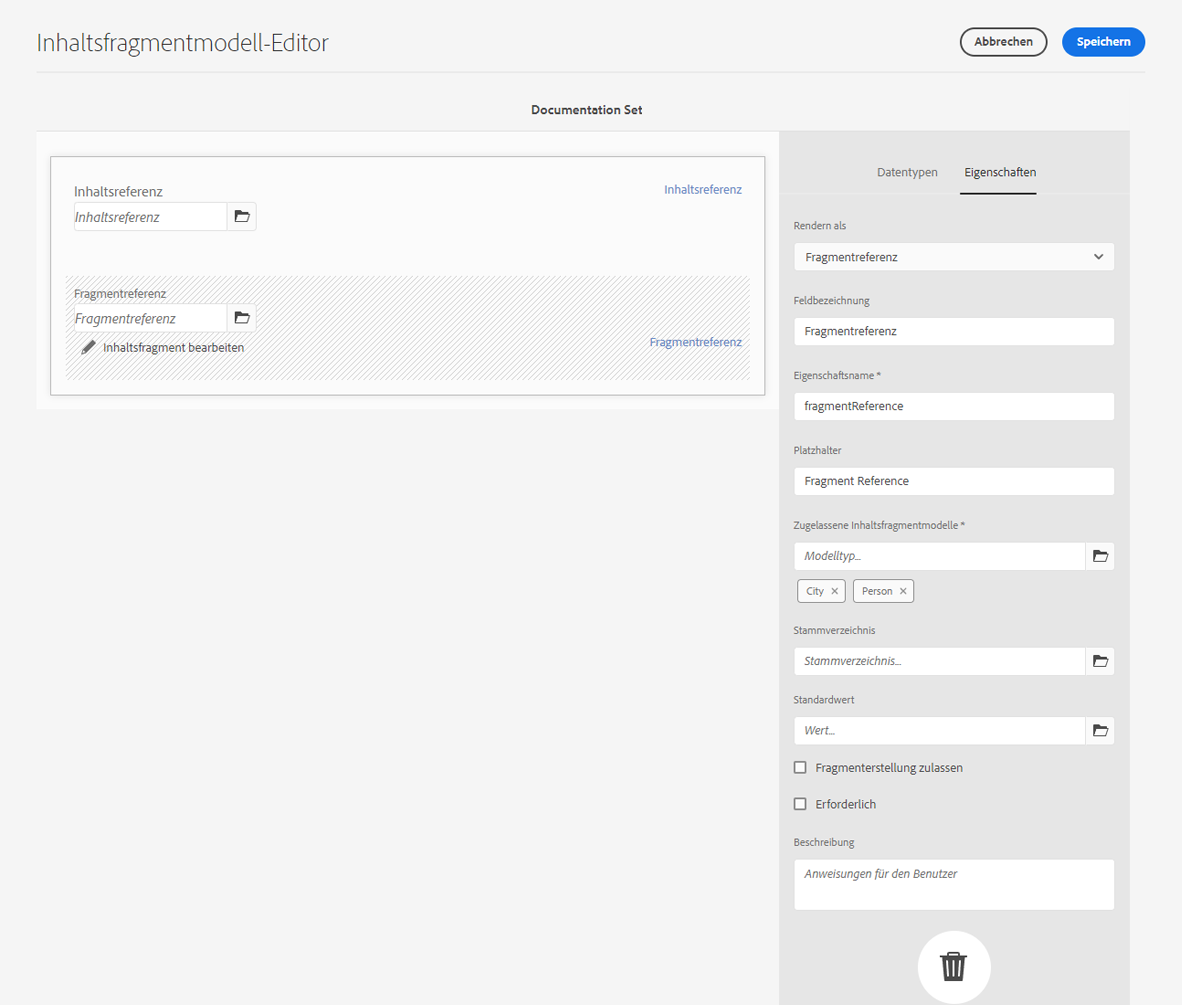 Inhaltsfragmentmodell-Editor
Abbrechen
Speichern
Documentation Set
Inhaltsreferenz
Inhaltsreferenz
Inhaltsreferenz
Fragmentreferenz
Fragmentreferenz
Inhaltsfragment bearbeiten
Fragmentreferenz
Datentypen
Eigenschaften
Rendern als
Fragmentreferenz
Feldbezeichnung
Fragmentreferenz
Eigenschaftsname *
fragmentReference
Platzhalter
Fragment Reference
Zugelassene Inhaltsfragmentmodelle *
Modelltyp...
City ×
Person ×
Stammverzeichnis
Stammverzeichnis...
Standardwert
Wert...
Fragmenterstellung zulassen
Erforderlich
Beschreibung
Anweisungen für den Benutzer